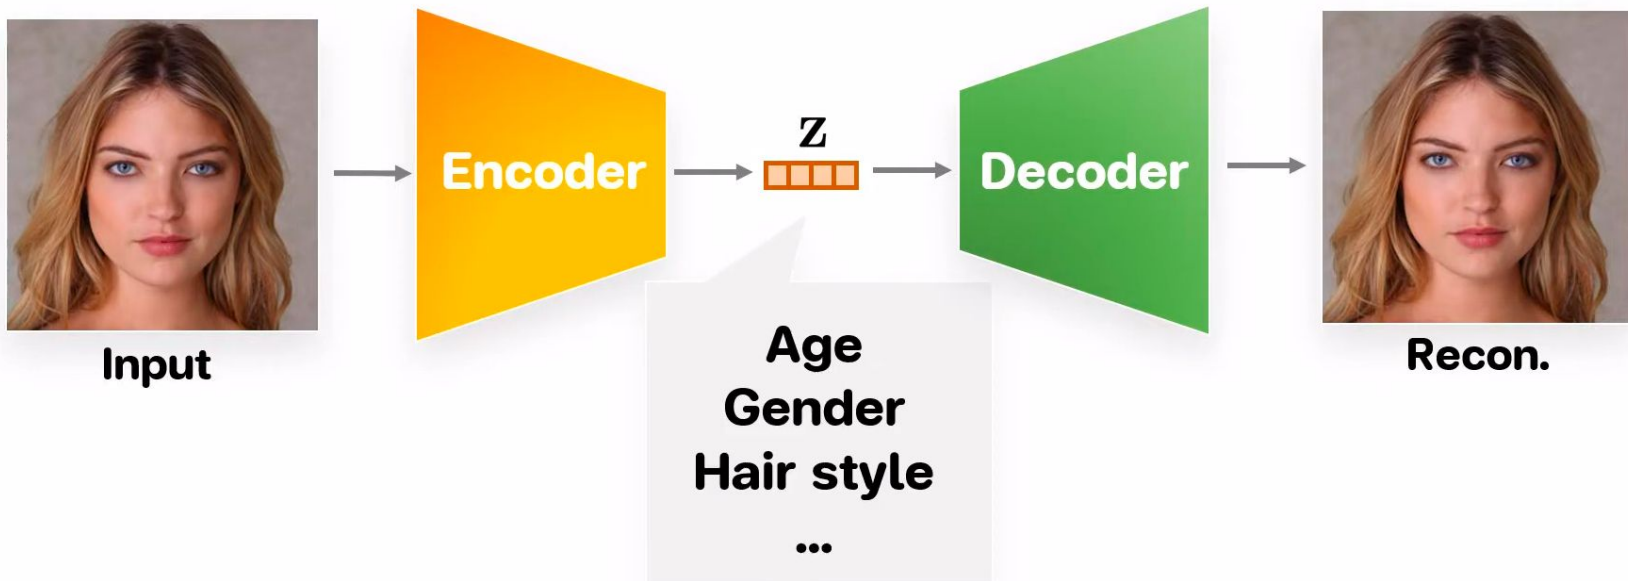 Encoder
z
Decoder
Input
Recon.
Age
Gender
Hair style
...